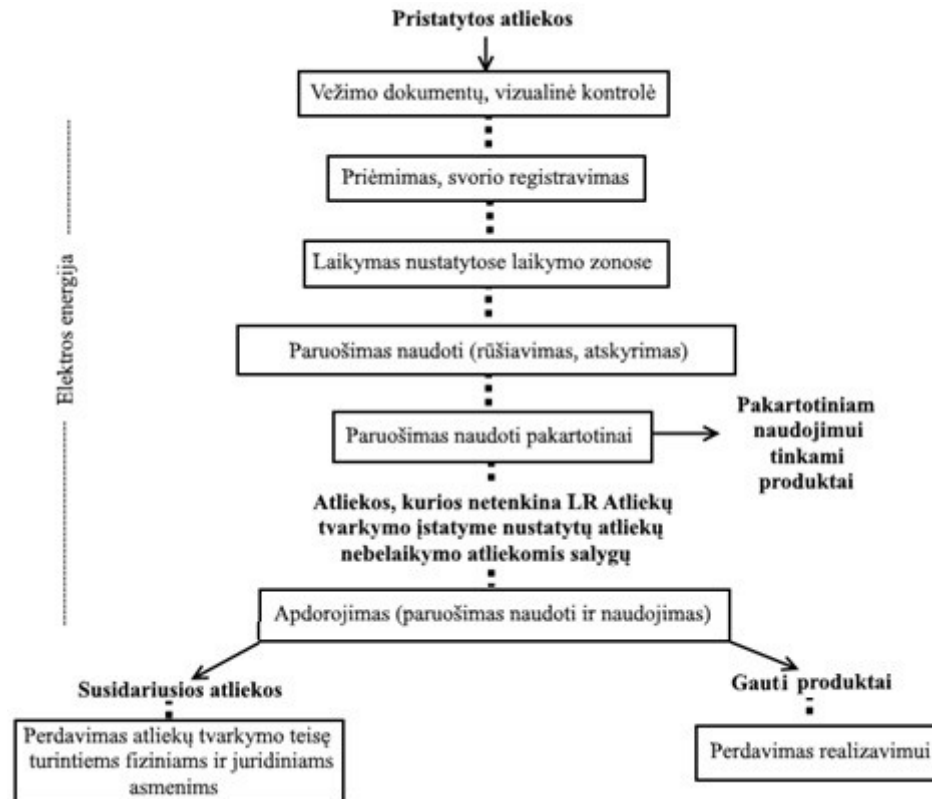 Pristatytos atliekos
Vežimo dokumentų, vizualinė kontrolė
Priėmimas, svorio registravimas
Laikymas nustatytose laikymo zonose
Elektros energija
Paruošimas naudoti (rūšiavimas, atskyrimas)
Paruošimas naudoti pakartotinai
Pakartotiniam
naudojimui
tinkami
produktai
Atliekos, kurios netenkina LR Atliekų
tvarkymo įstatyme nustatytų atliekų
nebelaikymo atliekomis salygų
Apdorojimas (paruošimas naudoti ir naudojimas)
Susidariusios atliekos
Gauti produktai
Perdavimas atliekų tvarkymo teisę
turintiems fiziniams ir juridiniams
asmenims
Perdavimas realizavimui